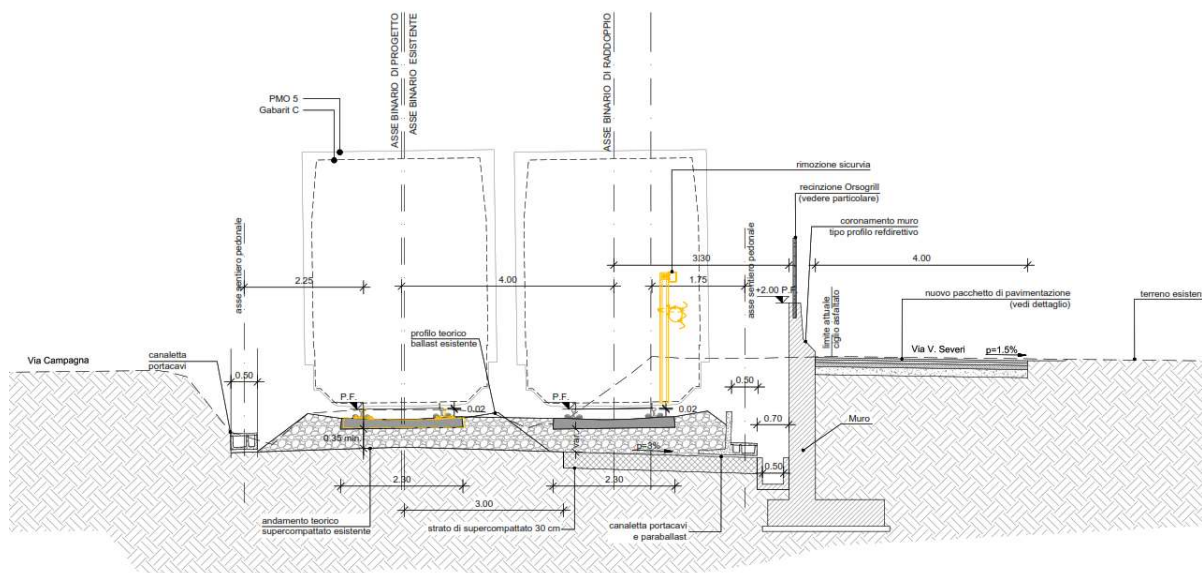 ASSE BINARIO DI PROGETTO
ASSE BINARIO ESISTENTE
ASSE BINARIO DI RADDOPPIO
PMO 5
Gabarit C
rimozione sicurvia
recinzione Orsogrill
(vedere particolare)
coronamento muro
tipo profilo refdirettivo
asse sentiero pedonale
asse sentiero pedonale
3.30
4.00
2.25
4.00
1.75
+2.00 P.F.
limite attuale
ciglio asfaltato
nuovo pacchetto di pavimentazione
(vedi dettaglio)
terreno esisten
profilo teorico
ballast esistente
Via V. Severi
p=1.5%
Via Campagna
canaletta
portacavi
0.50
P.F.
0.02
P.F.
0.02
0.50
0.70
Muro
0.35 min.
var.
p=3%
0.50
2.30
2.30
3.00
andamento teorico
supercompattato esistente
strato di supercompattato 30 cm
canaletta portacavi
e paraballast